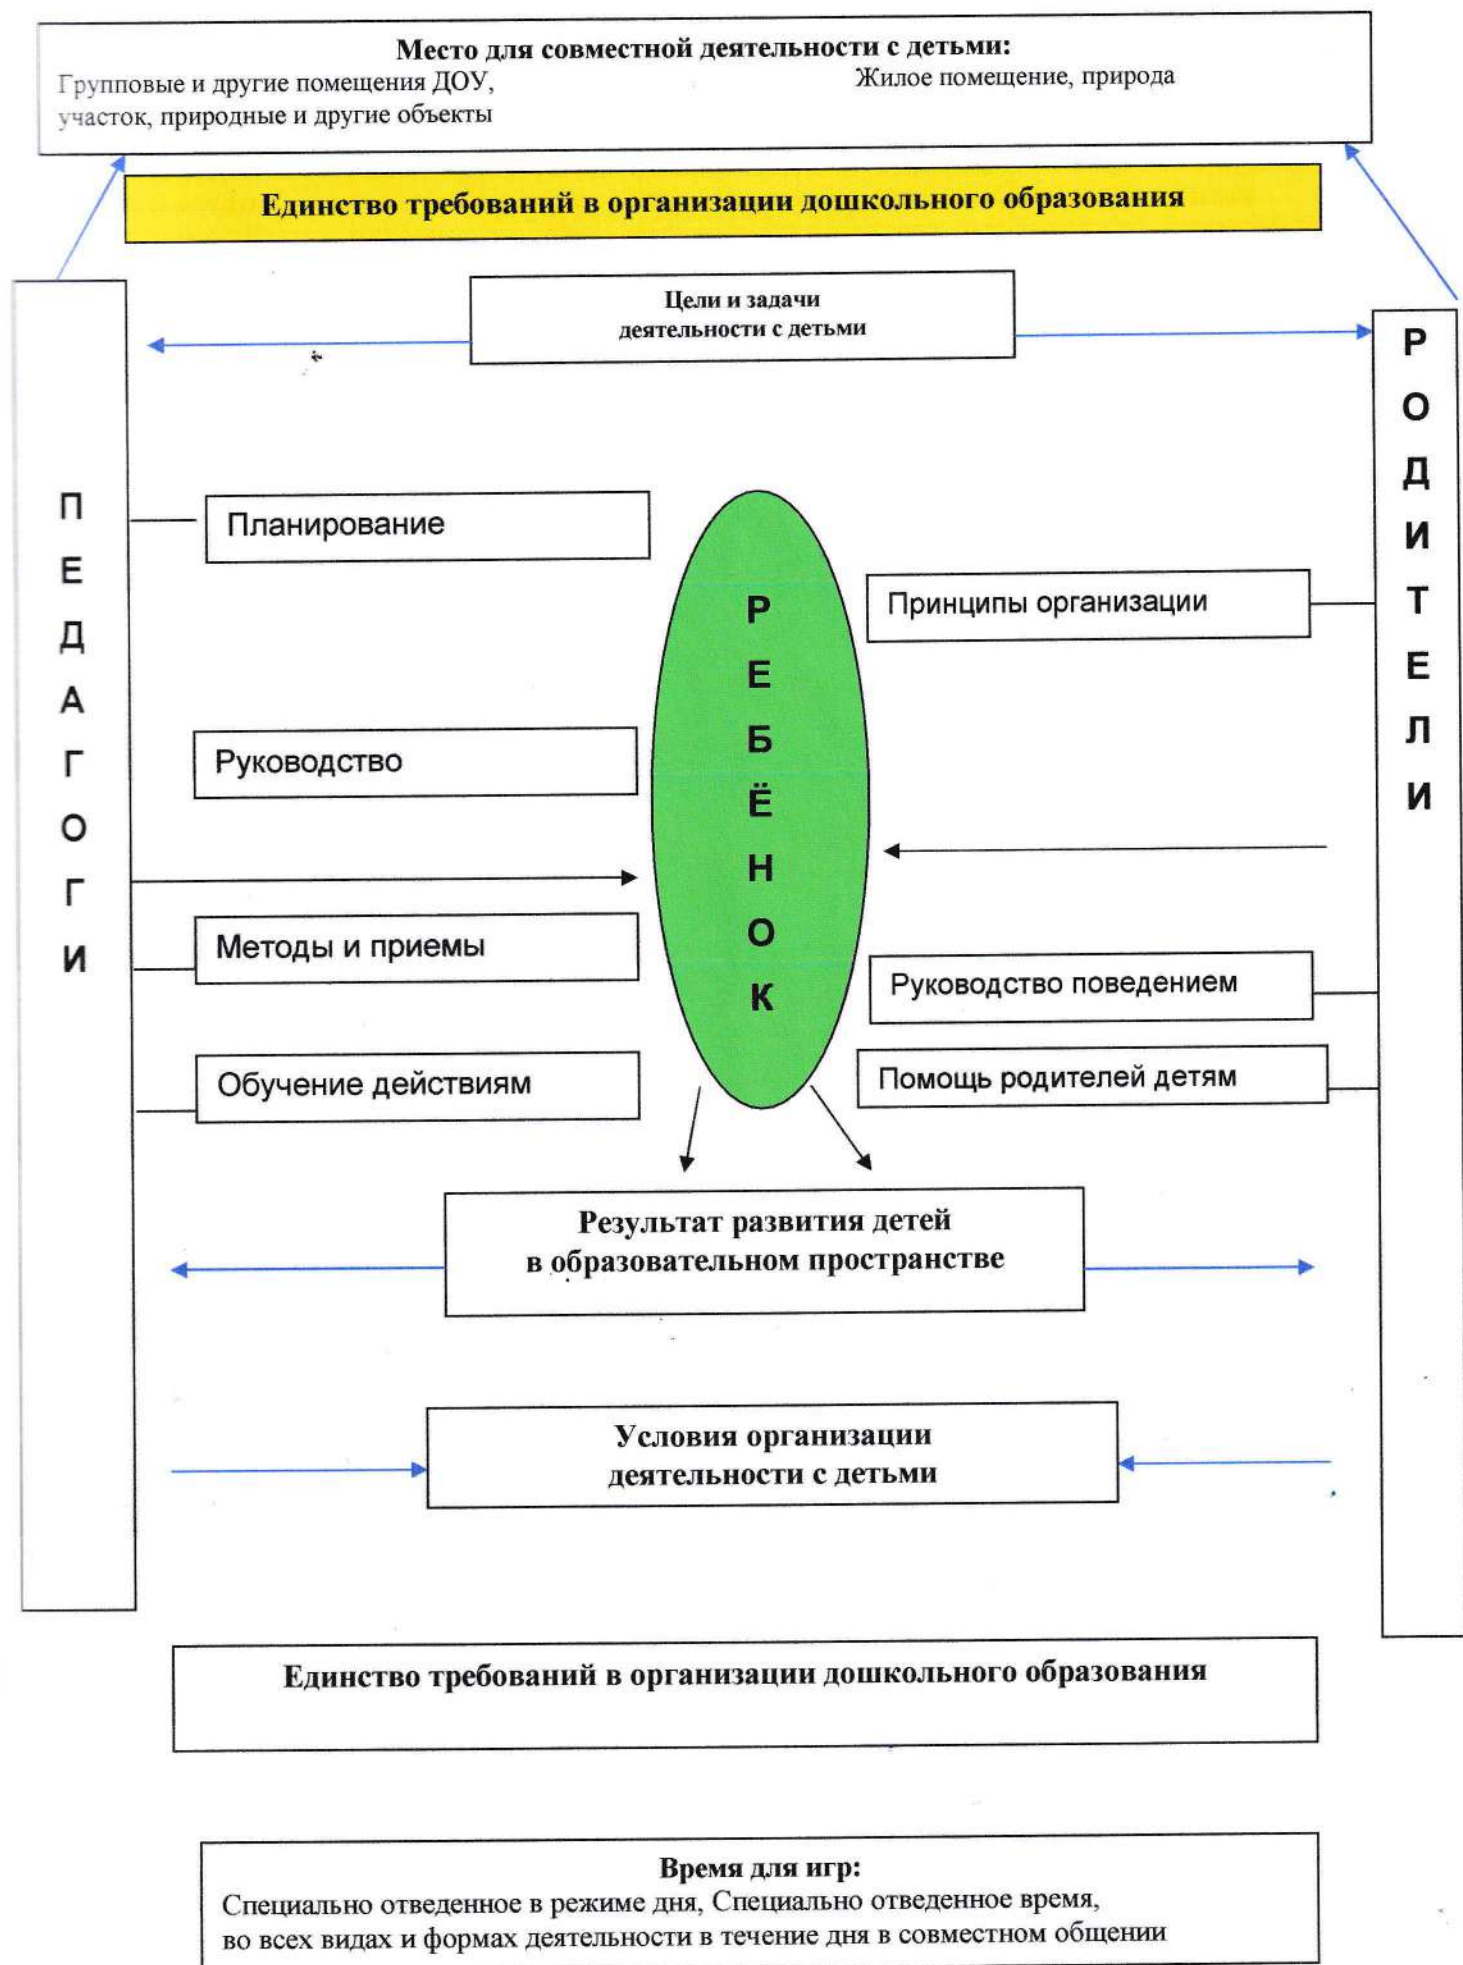 Место для совместной деятельности с детьми:
Групповые и другие помещения ДОУ,
Жилое помещение, природа
участок, природные и другие объекты
Единство требований в организации дошкольного образования
Цели и задачи
деятельности с детьми
ПЕДАГОГИ
РОДИТЕЛИ
Планирование
РЕБЁНОК
Принципы организации
Руководство
Методы и приемы
Руководство поведением
Обучение действиям
Помощь родителей детям
Результат развития детей
в образовательном пространстве
Условия организации
деятельности с детьми
Единство требований в организации дошкольного образования
Время для игр:
Специально отведенное в режиме дня, Специально отведенное время,
во всех видах и формах деятельности в течение дня в совместном общении